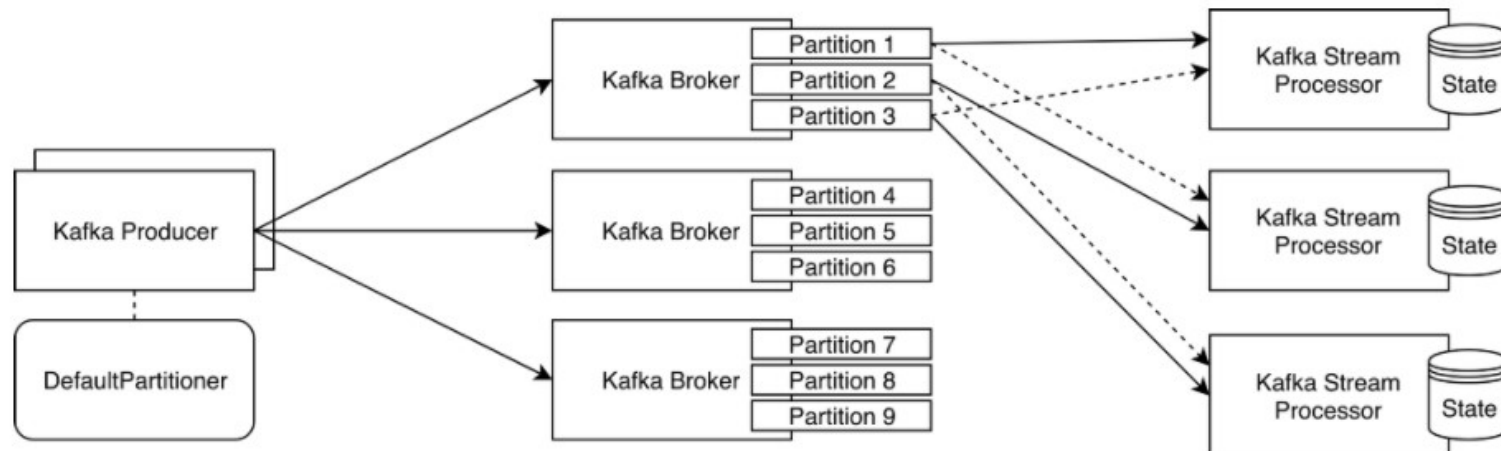 Kafka Producer
DefaultPartitioner
Kafka Broker
Partition 1
Partition 2
Partition 3
Kafka Broker
Partition 4
Partition 5
Partition 6
Kafka Broker
Partition 7
Partition 8
Partition 9
Kafka Stream
Processor
State
Kafka Stream
Processor
State
Kafka Stream
Processor
State